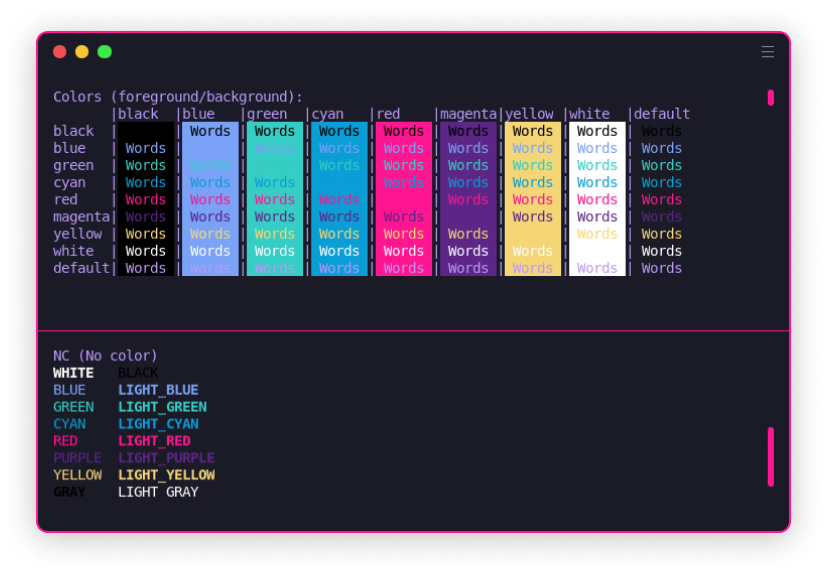 Colors (foreground/background):
|black |blue |green |cyan |red |magenta|yellow |white |default
black | | Words | Words | Words | Words | Words | Words | Words | Words
blue | Words | | Words | Words | Words | Words | Words | Words | Words
green | Words | Words | | Words | Words | Words | Words | Words | Words
cyan | Words | Words | Words | | Words | Words | Words | Words | Words
red | Words | Words | Words | Words | | Words | Words | Words | Words
magenta| Words | Words | Words | Words | Words | | Words | Words | Words
yellow | Words | Words | Words | Words | Words | Words | | Words | Words
white | Words | Words | Words | Words | Words | Words | Words | | Words
default| Words | Words | Words | Words | Words | Words | Words | Words | Words
NC (No color)
WHITE BLACK
BLUE LIGHT_BLUE
GREEN LIGHT_GREEN
CYAN LIGHT_CYAN
RED LIGHT_RED
PURPLE LIGHT_PURPLE
YELLOW LIGHT_YELLOW
GRAY LIGHT GRAY